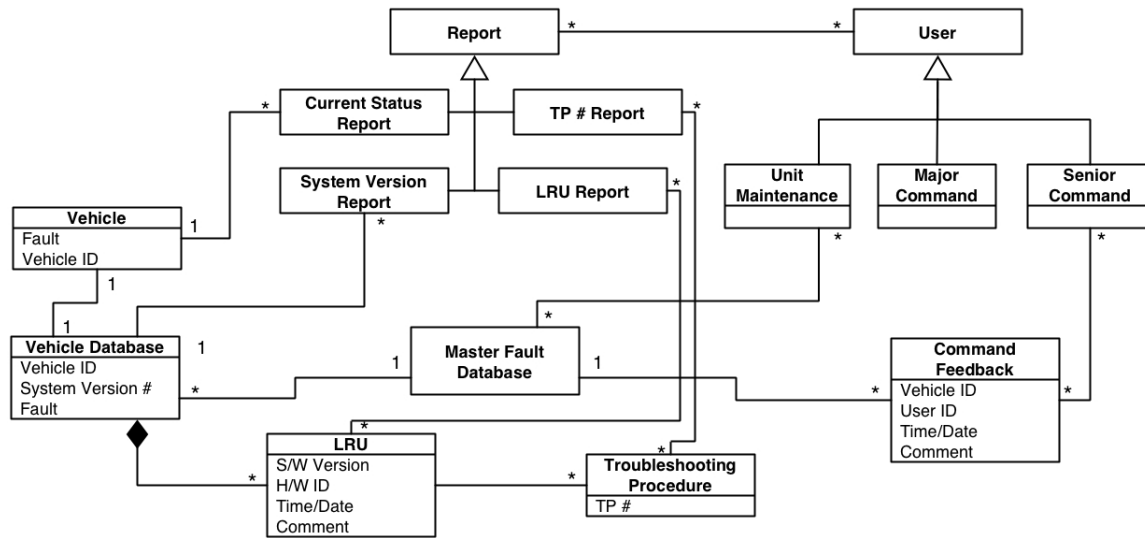 Report
*
*
User
Current Status
Report
*
TP # Report
*
System Version
Report
*
LRU Report
*
Unit
Maintenance
*
Major
Command
Senior
Command
*
Vehicle
Fault
Vehicle ID
1
1
1
Vehicle Database
Vehicle ID
System Version #
Fault
1
*
Master Fault
Database
*
1
1
Command
Feedback
Vehicle ID
User ID
Time/Date
Comment
*
*
LRU
S/W Version
H/W ID
Time/Date
Comment
*
*
Troubleshooting
Procedure
TP #
*
*